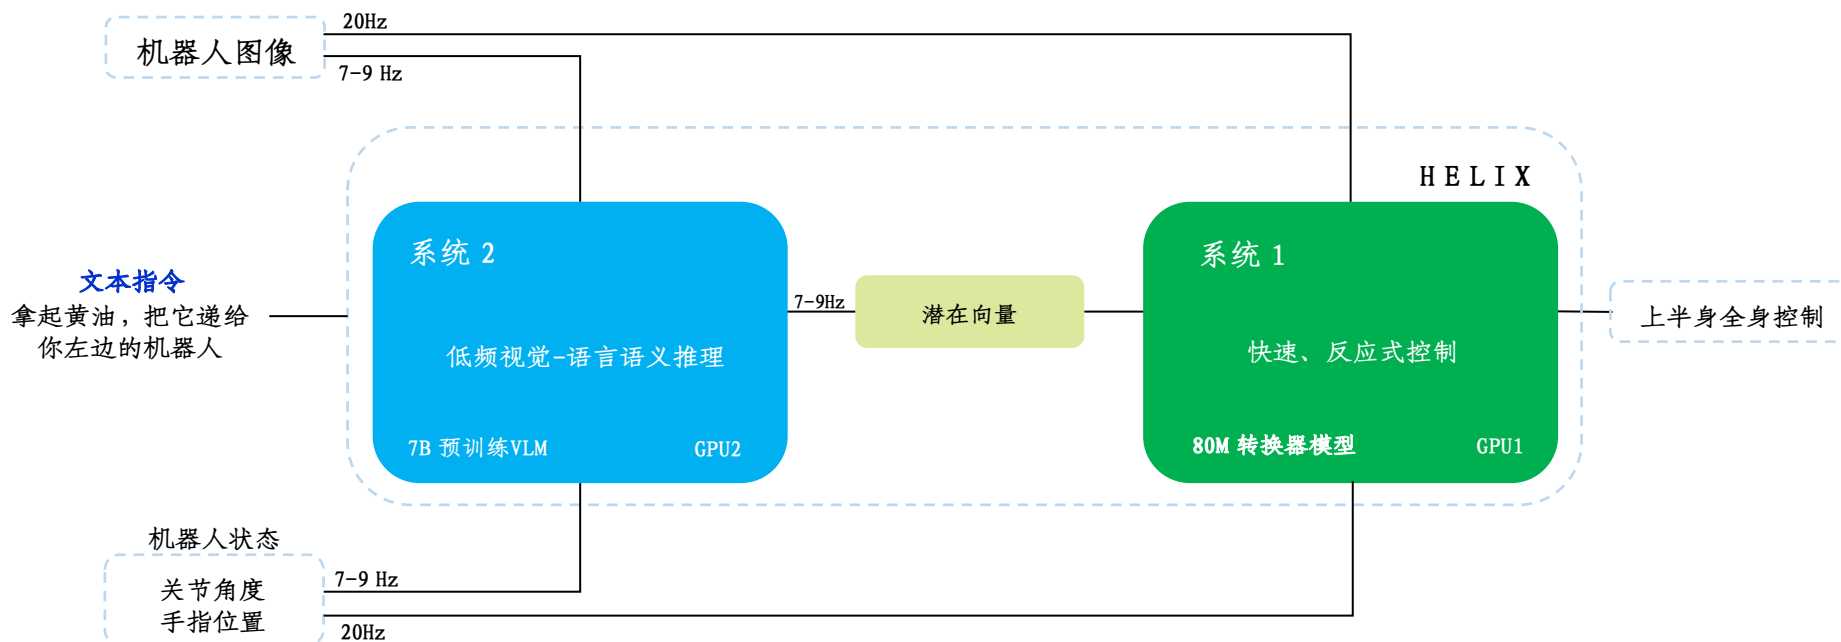 20Hz
机器人图像
7-9 Hz
HELIX
系统 2
系统 1
文本指令
拿起黄油，把它递给
你左边的机器人
7-9Hz
潜在向量
上半身全身控制
低频视觉-语言语义推理
快速、反应式控制
7B 预训练VLM
GPU2
80M 转换器模型
GPU1
机器人状态
7-9 Hz
关节角度
手指位置
20Hz